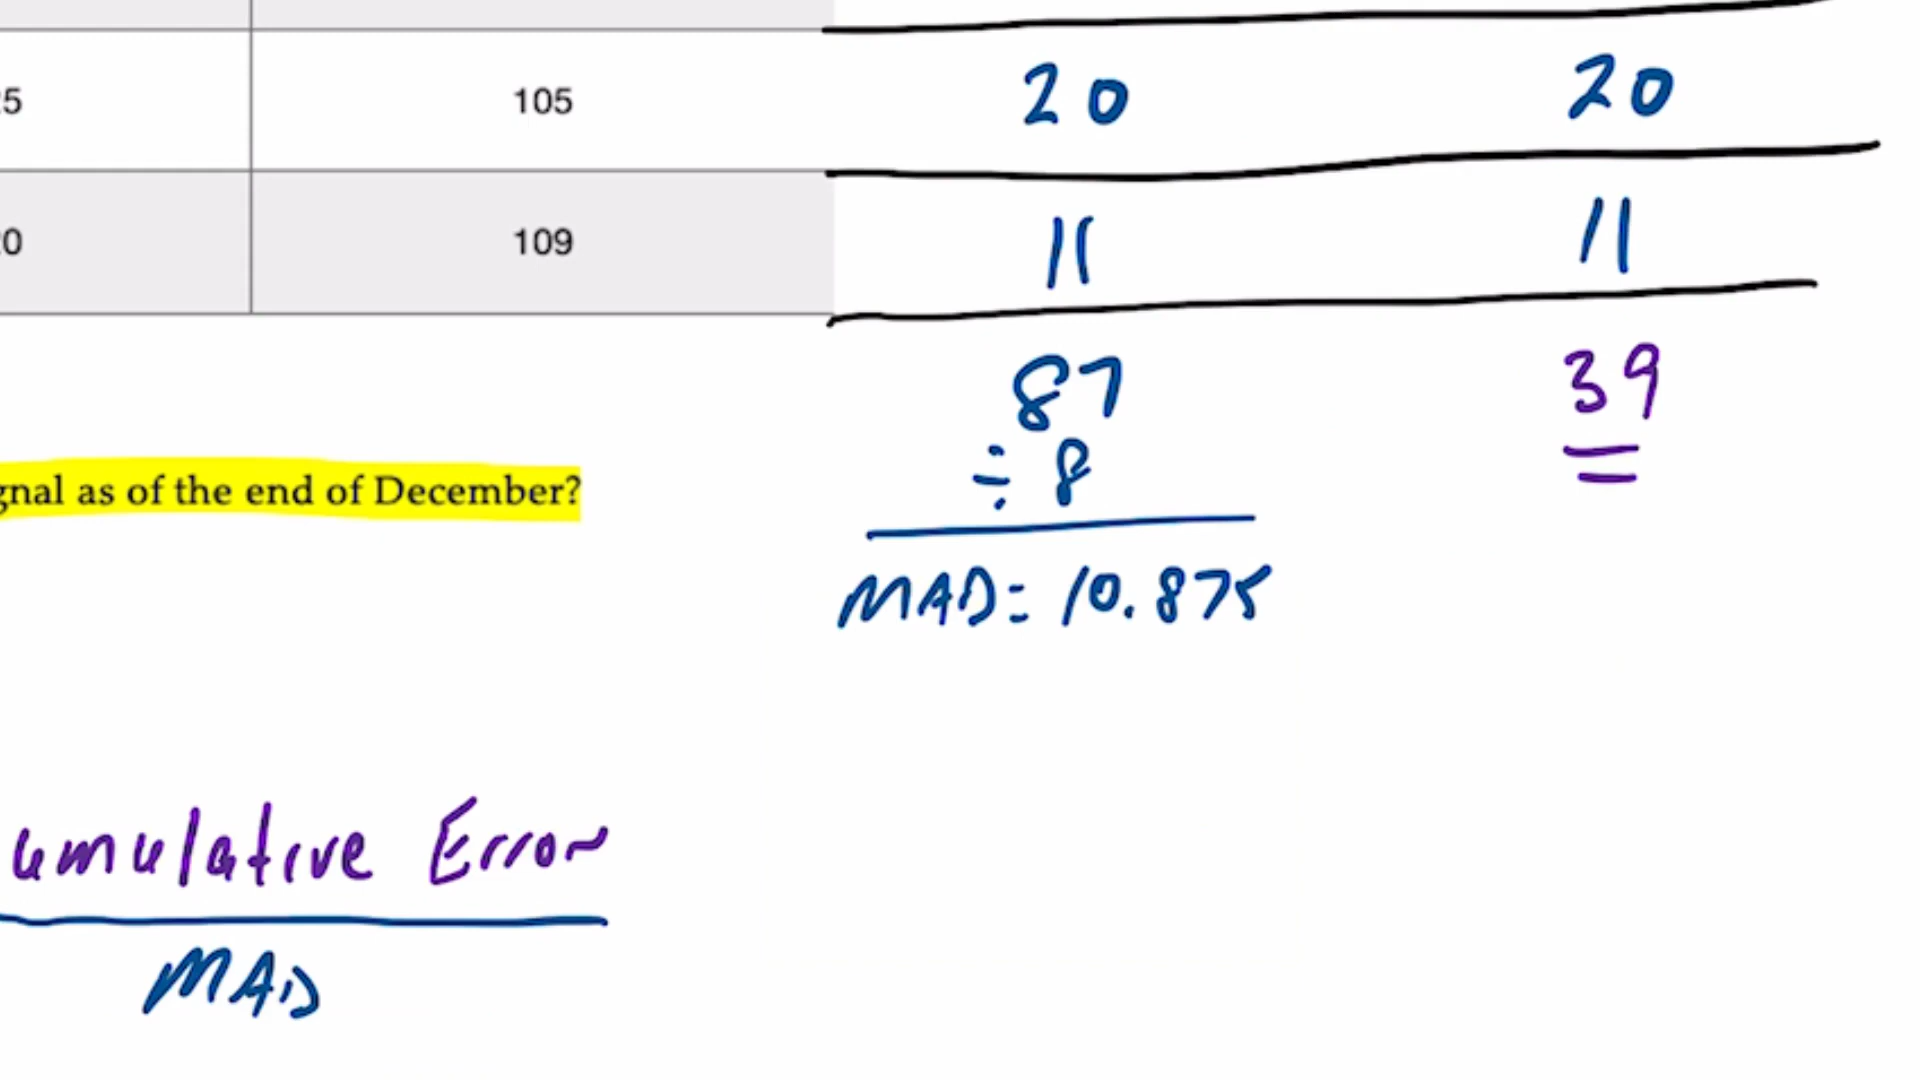 5 105 20 20
0 109 11 11
87 39
÷ 8
gnal as of the end of December?
MAD= 10.875
umulative Error
MAD